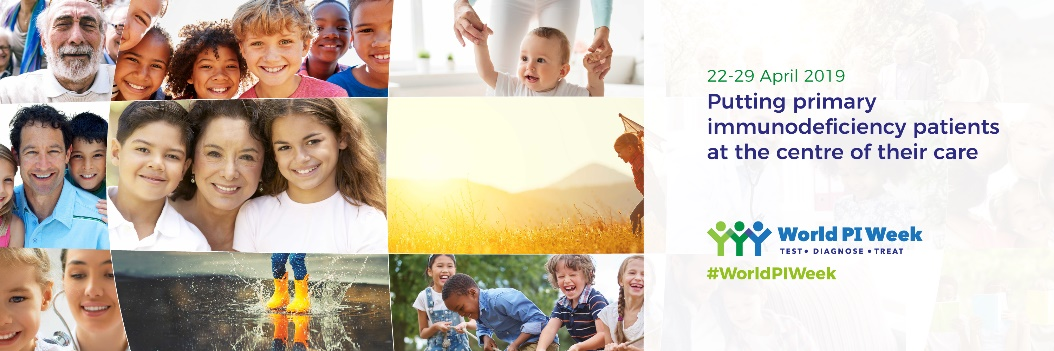 22-29 April 2019
Putting primary
immunodeficiency patients
at the centre of their care
World PI Week
TEST • DIAGNOSE • TREAT
#WorldPIWeek